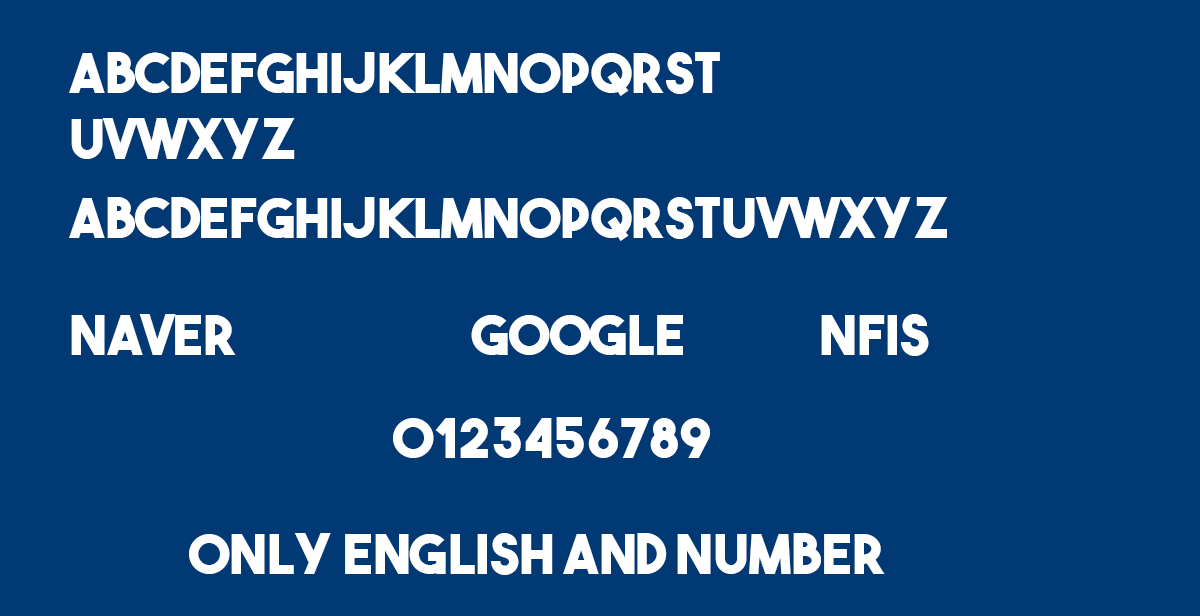 ABCDEFGHIJKLMNOPQRST
UVWXYZ
ABCDEFGHIJKLMNOPQRSTUVWXYZ
NAVER GOOGLE NFIS
0123456789
ONLY ENGLISH AND NUMBER